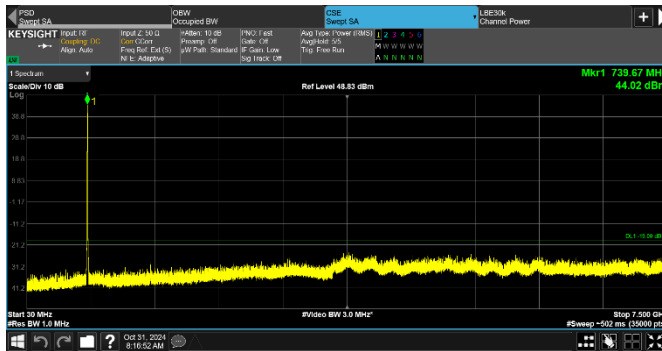 PSD
Swept SA
OBW
Occupied BW
CSE
Swept SA
LBE30k
Channel Power
KEYSIGHT
Input: RF
Coupling: DC
Align: Auto
Input Z: 50 Ω
Corr CCorr
Freq Ref: Ext (S)
NFE: Adaptive
#Atten: 10 dB
Preamp: Off
µW Path: Standard
PNO: Fast
Gate: Off
IF Gain: Low
Sig Track: Off
Avg Type: Power (RMS)
Avg|Hold: 5/5
Trig: Free Run
1 2 3 4 5 6
M W W W W W
A N N N N N
1 Spectrum
Scale/Div 10 dB
Log
Ref Level 48.83 dBm
Mkr1 739.67 MH
44.02 dBr
1
38.8
28.8
18.8
8.83
-1.17
-11.2
-21.2
-31.2
-41.2
DL1 -19.00 dB
Start 30 MHz
#Res BW 1.0 MHz
#Video BW 3.0 MHz*
Stop 7.500 GH
#Sweep ~502 ms (35000 pts
?
Oct 31, 2024
8:16:52 AM